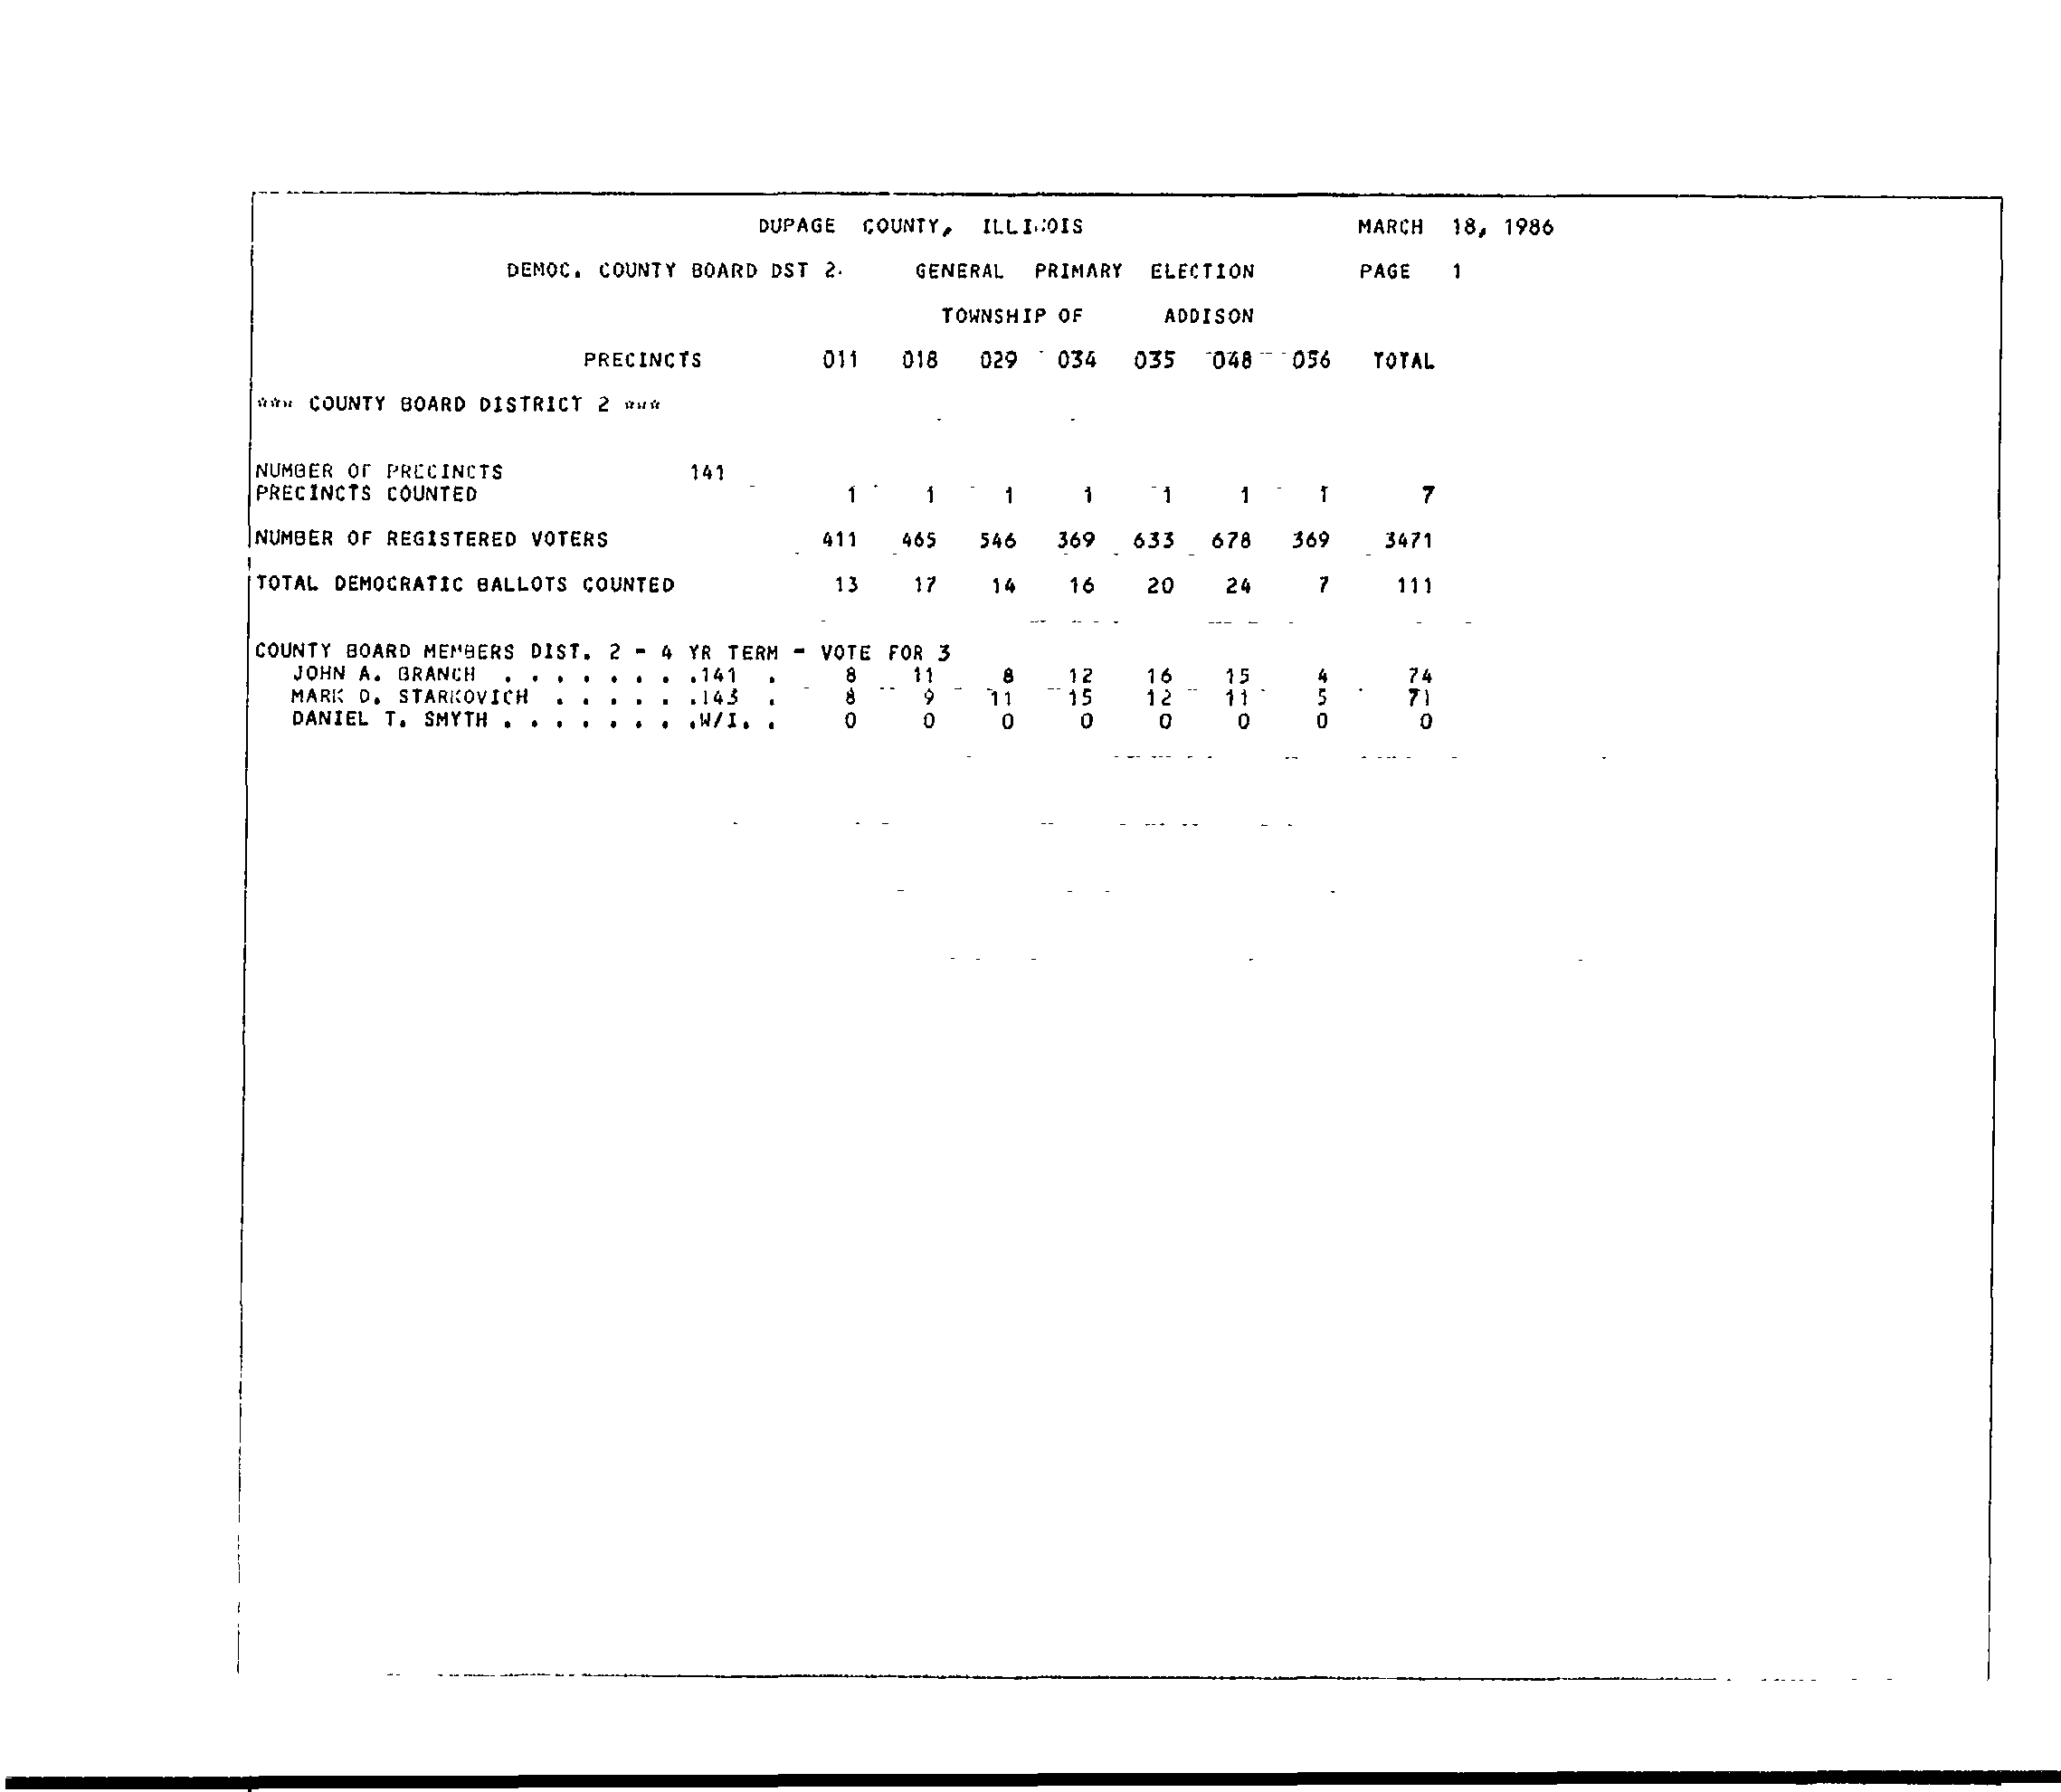 DUPAGE COUNTY, ILLINOIS MARCH 18, 1986
DEMOC. COUNTY BOARD DST 2. GENERAL PRIMARY ELECTION PAGE 1
TOWNSHIP OF ADDISON
PRECINCTS 011 018 029 034 035 048 056 TOTAL
*** COUNTY BOARD DISTRICT 2 ***
NUMBER OF PRECINCTS 141
PRECINCTS COUNTED 1 1 1 1 1 1 1 7
NUMBER OF REGISTERED VOTERS 411 465 546 369 633 678 369 3471
TOTAL DEMOCRATIC BALLOTS COUNTED 13 17 14 16 20 24 7 111
COUNTY BOARD MEMBERS DIST. 2 - 4 YR TERM - VOTE FOR 3
JOHN A. BRANCH . . . . . . . .141 . 8 11 8 12 16 15 4 74
MARK D. STARKOVICH . . . . . .143 . 8 9 11 15 12 11 5 71
DANIEL T. SMYTH . . . . . . . .W/I. . 0 0 0 0 0 0 0 0